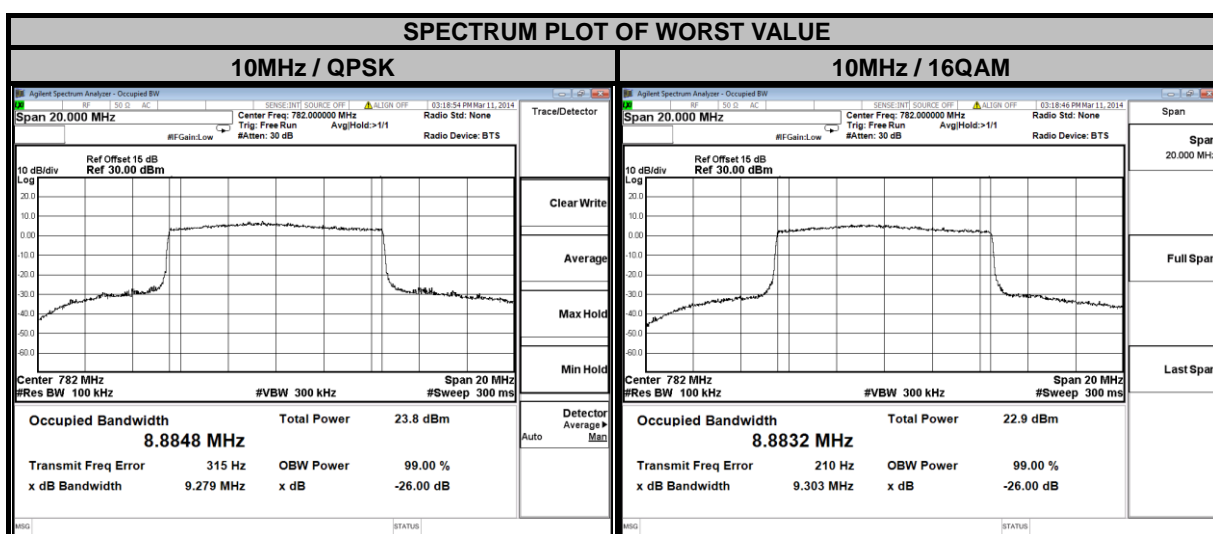 SPECTRUM PLOT OF WORST VALUE
10MHz / QPSK
10MHz / 16QAM
Agilent Spectrum Analyzer - Occupied BW
RF 50 Ω AC SENSE:INT SOURCE OFF ALIGN OFF 03:18:54 PM Mar 11, 2014
Span 20.000 MHz
Center Freq: 782.000000 MHz
Radio Std: None
Trig: Free Run Avg|Hold:>1/1
#IFGain:Low #Atten: 30 dB Radio Device: BTS
Ref Offset 15 dB
10 dB/div Ref 30.00 dBm
Log
20.0
10.0
0.00
-10.0
-20.0
-30.0
-40.0
-50.0
-60.0
Center 782 MHz Span 20 MHz
#Res BW 100 kHz #VBW 300 kHz #Sweep 300 ms
Occupied Bandwidth Total Power 23.8 dBm
8.8848 MHz
Transmit Freq Error 315 Hz OBW Power 99.00 %
x dB Bandwidth 9.279 MHz x dB -26.00 dB
MSG STATUS
Trace/Detector
Clear Write
Average
Max Hold
Min Hold
Detector
Average
Auto Man
Agilent Spectrum Analyzer - Occupied BW
RF 50 Ω AC SENSE:INT SOURCE OFF ALIGN OFF 03:18:46 PM Mar 11, 2014
Span 20.000 MHz
Center Freq: 782.000000 MHz
Radio Std: None
Trig: Free Run Avg|Hold:>1/1
#IFGain:Low #Atten: 30 dB Radio Device: BTS
Ref Offset 15 dB
10 dB/div Ref 30.00 dBm
Log
20.0
10.0
0.00
-10.0
-20.0
-30.0
-40.0
-50.0
-60.0
Center 782 MHz Span 20 MHz
#Res BW 100 kHz #VBW 300 kHz #Sweep 300 ms
Occupied Bandwidth Total Power 22.9 dBm
8.8832 MHz
Transmit Freq Error 210 Hz OBW Power 99.00 %
x dB Bandwidth 9.303 MHz x dB -26.00 dB
MSG STATUS
Span
Span
20.000 MHz
Full Span
Last Span